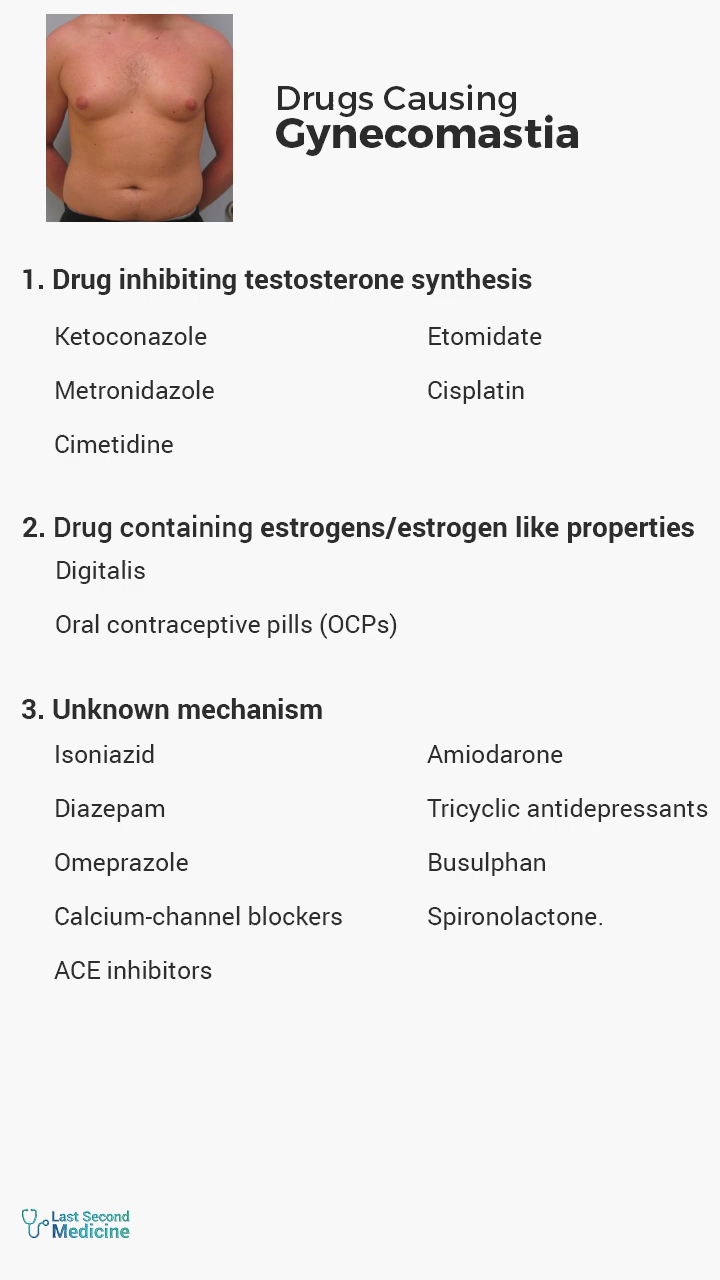 Drugs Causing
Gynecomastia
1. Drug inhibiting testosterone synthesis
Ketoconazole
Etomidate
Metronidazole
Cisplatin
Cimetidine
2. Drug containing estrogens/estrogen like properties
Digitalis
Oral contraceptive pills (OCPs)
3. Unknown mechanism
Isoniazid
Amiodarone
Diazepam
Tricyclic antidepressants
Omeprazole
Busulphan
Calcium-channel blockers
Spironolactone.
ACE inhibitors
Last Second
Medicine